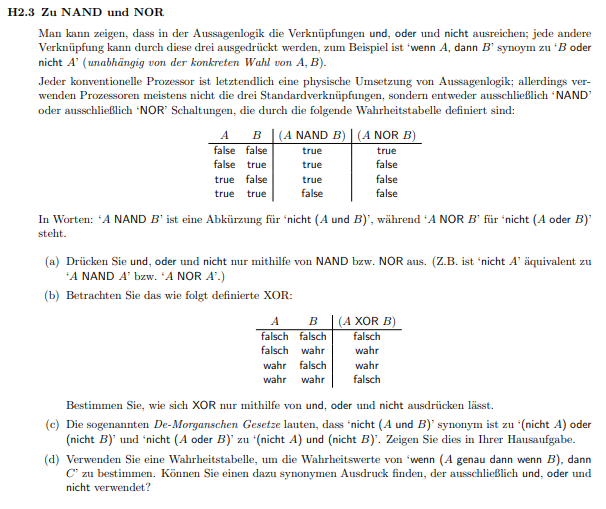 H2.3 Zu NAND und NOR
Man kann zeigen, dass in der Aussagenlogik die Verknüpfungen und, oder und nicht ausreichen; jede andere
Verknüpfung kann durch diese drei ausgedrückt werden, zum Beispiel ist ‘wenn A, dann B’ synoym zu ‘B oder
nicht A’ (unabhängig von der konkreten Wahl von A, B).
Jeder konventionelle Prozessor ist letztendlich eine physische Umsetzung von Aussagenlogik; allerdings ver-
wenden Prozessoren meistens nicht die drei Standardverknüpfungen, sondern entweder ausschließlich ‘NAND’
oder ausschließlich ‘NOR’ Schaltungen, die durch die folgende Wahrheitstabelle definiert sind:
A B (A NAND B) (A NOR B)
false false true true
false true true false
true false true false
true true false false
In Worten: ‘A NAND B’ ist eine Abkürzung für ‘nicht (A und B)’, während ‘A NOR B’ für ‘nicht (A oder B)’
steht.
(a) Drücken Sie und, oder und nicht nur mithilfe von NAND bzw. NOR aus. (Z.B. ist ‘nicht A’ äquivalent zu
‘A NAND A’ bzw. ‘A NOR A’.)
(b) Betrachten Sie das wie folgt definierte XOR:
A B (A XOR B)
falsch falsch falsch
falsch wahr wahr
wahr falsch wahr
wahr wahr falsch
Bestimmen Sie, wie sich XOR nur mithilfe von und, oder und nicht ausdrücken lässt.
(c) Die sogenannten De-Morganschen Gesetze lauten, dass ‘nicht (A und B)’ synonym ist zu ‘(nicht A) oder
(nicht B)’ und ‘nicht (A oder B)’ zu ‘(nicht A) und (nicht B)’. Zeigen Sie dies in Ihrer Hausaufgabe.
(d) Verwenden Sie eine Wahrheitstabelle, um die Wahrheitswerte von ‘wenn (A genau dann wenn B), dann
C’ zu bestimmen. Können Sie einen dazu synonymen Ausdruck finden, der ausschließlich und, oder und
nicht verwendet?